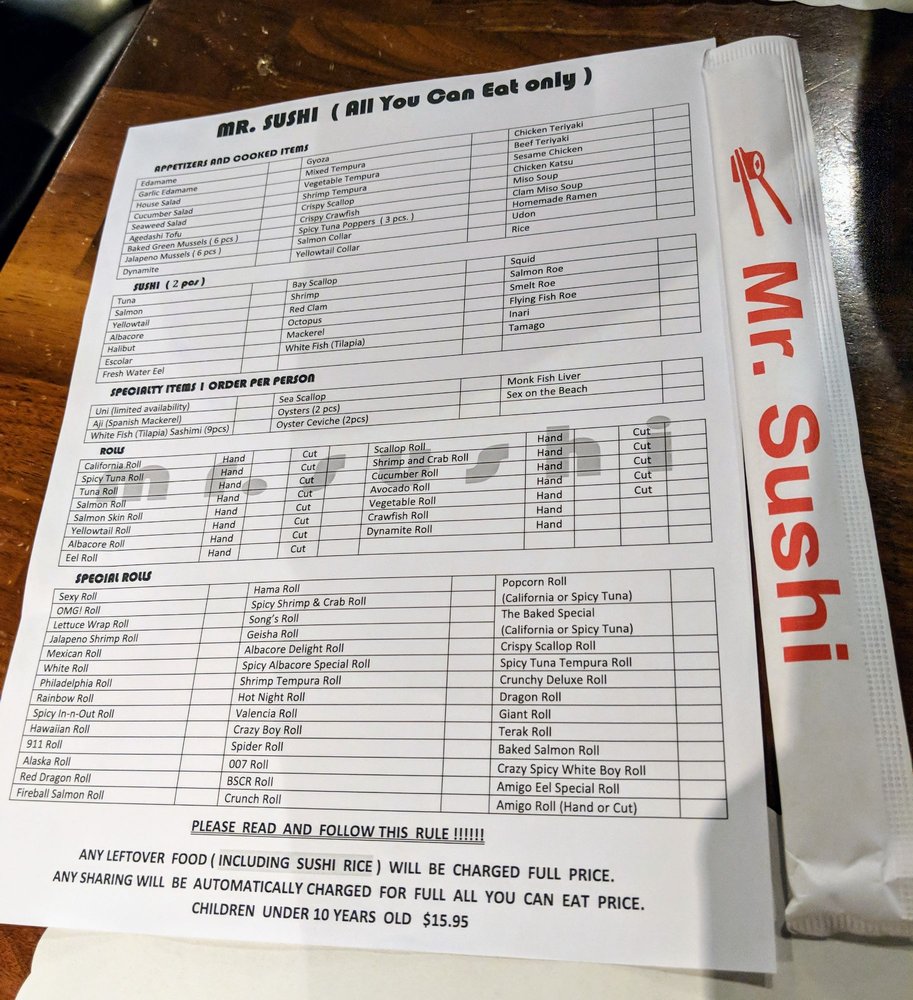 MR. SUSHI ( All You Can Eat only )
APPETIZERS AND COOKED ITEMS
Edamame
Garlic Edamame
House Salad
Cucumber Salad
Seaweed Salad
Agedashi Tofu
Baked Green Mussels ( 6 pcs )
Jalapeno Mussels ( 6 pcs )
Dynamite
Gyoza
Mixed Tempura
Vegetable Tempura
Shrimp Tempura
Crispy Scallop
Crispy Crawfish
Spicy Tuna Poppers ( 3 pcs. )
Salmon Collar
Yellowtail Collar
Chicken Teriyaki
Beef Teriyaki
Sesame Chicken
Chicken Katsu
Miso Soup
Clam Miso Soup
Homemade Ramen
Udon
Rice
SUSHI ( 2 pcs )
Tuna
Salmon
Yellowtail
Albacore
Halibut
Escolar
Fresh Water Eel
Bay Scallop
Shrimp
Red Clam
Octopus
Mackerel
White Fish (Tilapia)
Squid
Salmon Roe
Smelt Roe
Flying Fish Roe
Inari
Tamago
SPECIALTY ITEMS 1 ORDER PER PERSON
Uni (limited availability)
Aji (Spanish Mackerel)
White Fish (Tilapia) Sashimi (9pcs)
Sea Scallop
Oysters (2 pcs)
Oyster Ceviche (2pcs)
Monk Fish Liver
Sex on the Beach
ROLLS
California Roll Hand Cut
Spicy Tuna Roll Hand Cut
Tuna Roll Hand Cut
Salmon Roll Hand Cut
Salmon Skin Roll Hand Cut
Yellowtail Roll Hand Cut
Albacore Roll Hand Cut
Eel Roll Hand Cut
Scallop Roll Hand Cut
Shrimp and Crab Roll Hand Cut
Cucumber Roll Hand Cut
Avocado Roll Hand Cut
Vegetable Roll Hand Cut
Crawfish Roll Hand
Dynamite Roll Hand
mr. sushi
SPECIAL ROLLS
Sexy Roll
OMG! Roll
Lettuce Wrap Roll
Jalapeno Shrimp Roll
Mexican Roll
White Roll
Philadelphia Roll
Rainbow Roll
Spicy In-n-Out Roll
Hawaiian Roll
911 Roll
Alaska Roll
Red Dragon Roll
Fireball Salmon Roll
Hama Roll
Spicy Shrimp & Crab Roll
Song's Roll
Geisha Roll
Albacore Delight Roll
Spicy Albacore Special Roll
Shrimp Tempura Roll
Hot Night Roll
Valencia Roll
Crazy Boy Roll
Spider Roll
007 Roll
BSCR Roll
Crunch Roll
Popcorn Roll
(California or Spicy Tuna)
The Baked Special
(California or Spicy Tuna)
Crispy Scallop Roll
Spicy Tuna Tempura Roll
Crunchy Deluxe Roll
Dragon Roll
Giant Roll
Terak Roll
Baked Salmon Roll
Crazy Spicy White Boy Roll
Amigo Eel Special Roll
Amigo Roll (Hand or Cut)
PLEASE READ AND FOLLOW THIS RULE !!!!!!
ANY LEFTOVER FOOD ( INCLUDING SUSHI RICE ) WILL BE CHARGED FULL PRICE.
ANY SHARING WILL BE AUTOMATICALLY CHARGED FOR FULL ALL YOU CAN EAT PRICE.
CHILDREN UNDER 10 YEARS OLD $15.95
Mr. Sushi